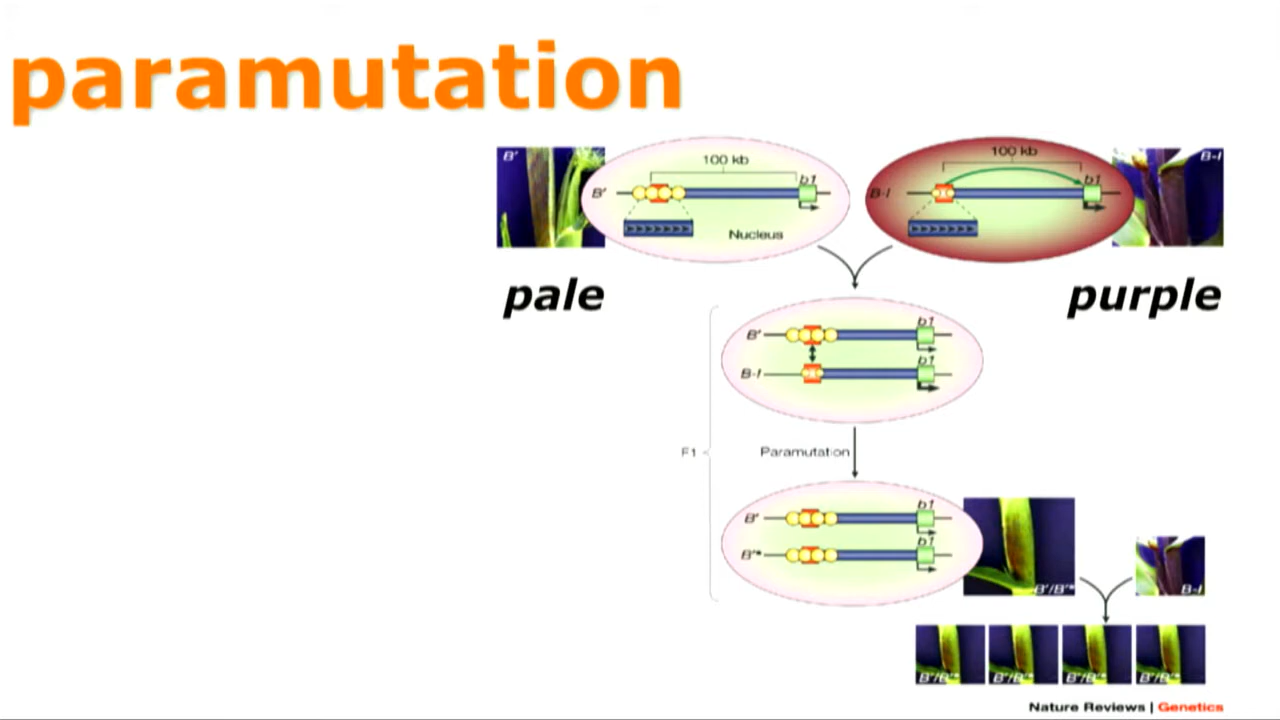 paramutation
B' 100 kb b1
B'
Nucleus
B-I 100 kb b1
B-I
pale
purple
B' b1
B-I b1
F1
Paramutation
B' b1
B'* b1
B'/B'*
B-I
B'/B'* B'/B'* B'/B'* B'/B'*
Nature Reviews | Genetics